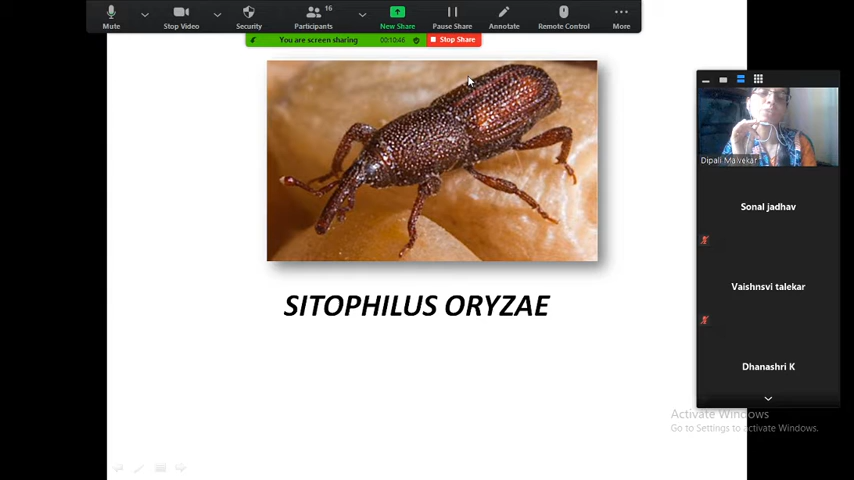 16
Mute
Stop Video
Security
Participants
New Share
Pause Share
Annotate
Remote Control
More
You are screen sharing
00:10:46
Stop Share
Dipali Malvekar
Sonal jadhav
Vaishnsvi talekar
Dhanashri K
SITOPHILUS ORYZAE
Activate Windows
Go to Settings to Activate Windows.